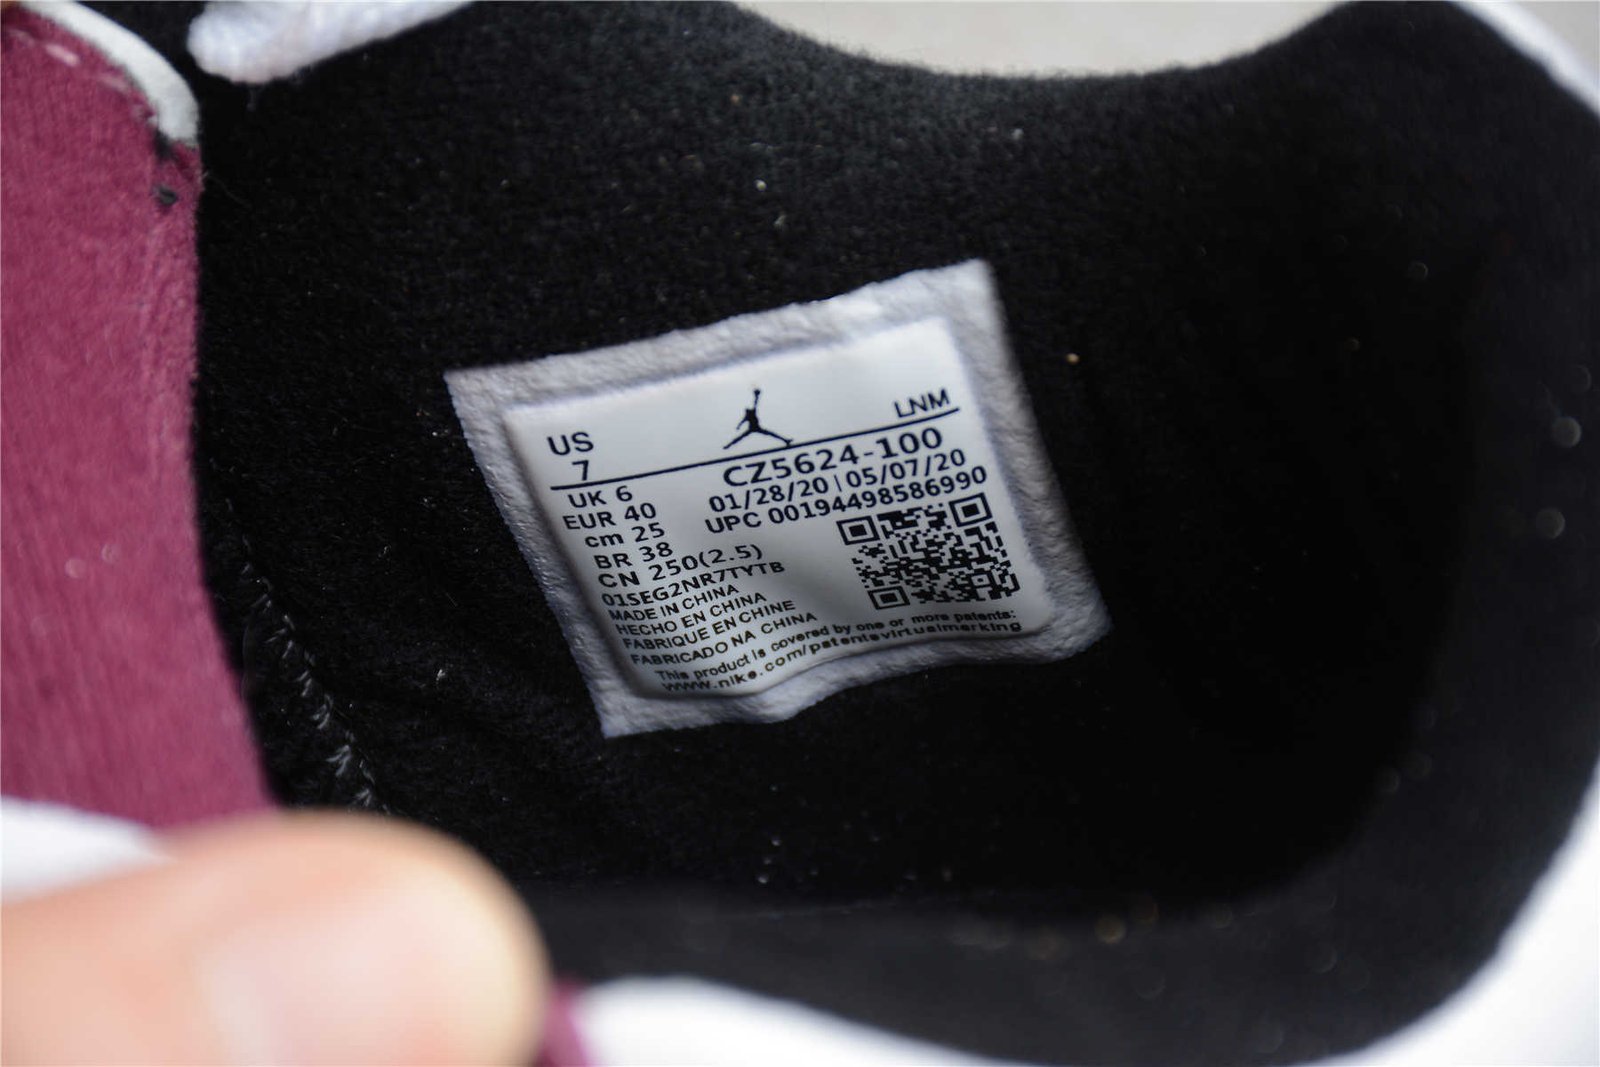 US
7
LNM
CZ5624-100
UK 6
01/28/20 | 05/07/20
EUR 40
UPC 00194498586990
cm 25
BR 38
CN 250(2.5)
01SEG2NR7TYTB
MADE IN CHINA
HECHO EN CHINA
FABRIQUE EN CHINE
FABRICADO NA CHINA
This product is covered by one or more patents:
www.nike.com/patentsvirtualmarking